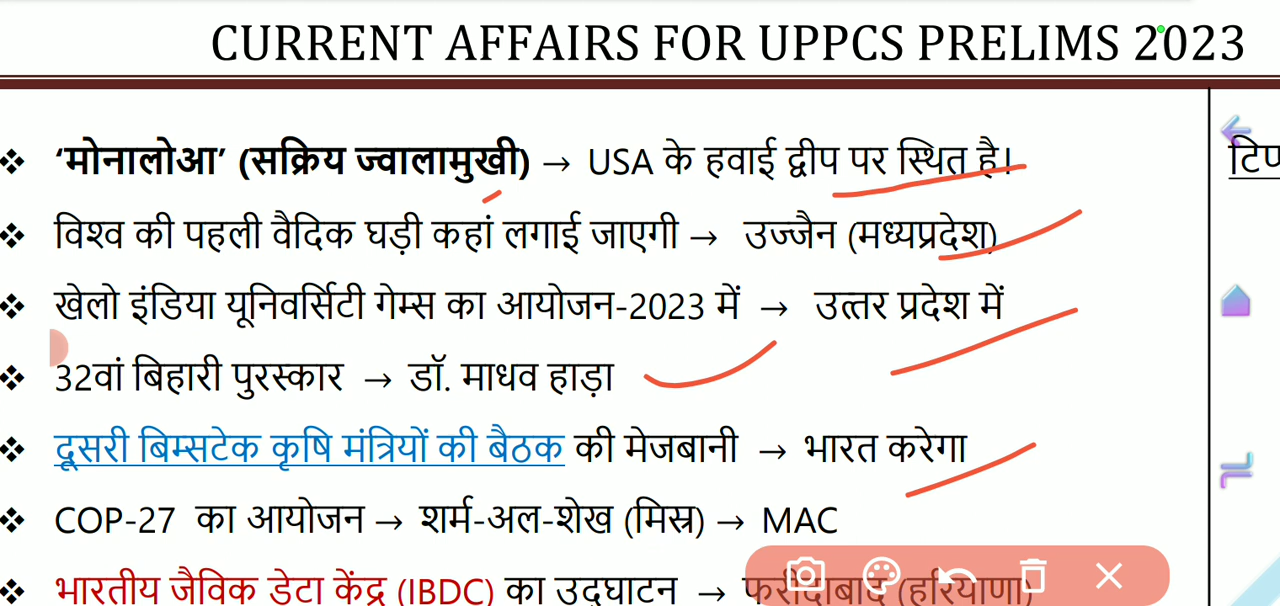 CURRENT AFFAIRS FOR UPPCS PRELIMS 2023
❖ ‘मोनालोआ’ (सक्रिय ज्वालामुखी) → USA के हवाई द्वीप पर स्थित है।
❖ विश्व की पहली वैदिक घड़ी कहां लगाई जाएगी → उज्जैन (मध्यप्रदेश)
❖ खेलो इंडिया यूनिवर्सिटी गेम्स का आयोजन-2023 में → उत्तर प्रदेश में
❖ 32वां बिहारी पुरस्कार → डॉ. माधव हाड़ा
❖ दूसरी बिम्सटेक कृषि मंत्रियों की बैठक की मेजबानी → भारत करेगा
❖ COP-27 का आयोजन → शर्म-अल-शेख (मिस्र) → MAC
❖ भारतीय जैविक डेटा केंद्र (IBDC) का उद्घाटन → फरीदाबाद (हरियाणा)